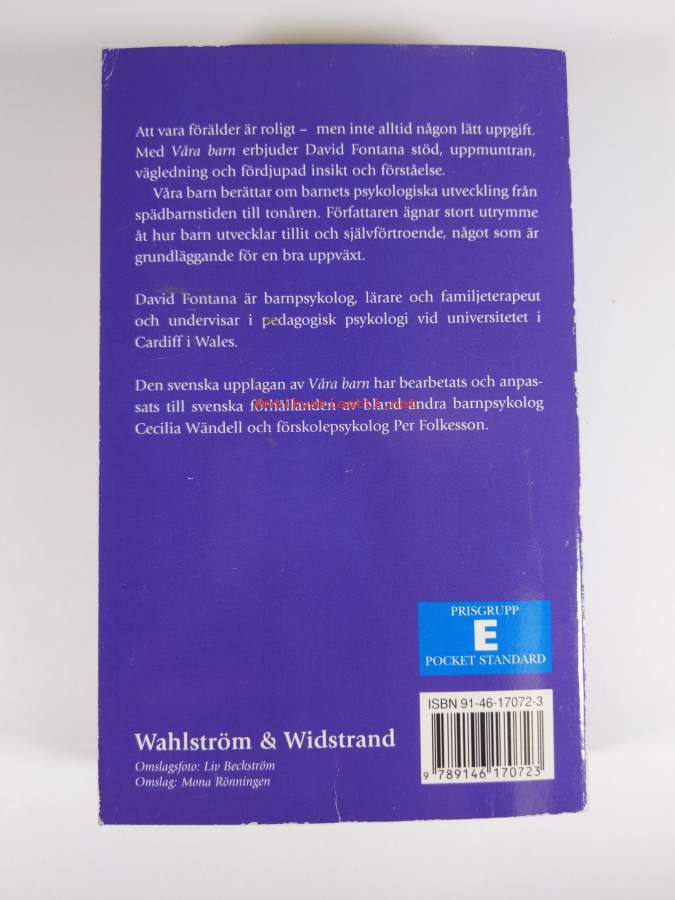 Att vara förälder är roligt – men inte alltid någon lätt uppgift.
Med Våra barn erbjuder David Fontana stöd, uppmuntran,
vägledning och fördjupad insikt och förståelse.
Våra barn berättar om barnets psykologiska utveckling från
spädbarnstiden till tonåren. Författaren ägnar stort utrymme
åt hur barn utvecklar tillit och självförtroende, något som är
grundläggande för en bra uppväxt.
David Fontana är barnpsykolog, lärare och familjeterapeut
och undervisar i pedagogisk psykologi vid universitetet i
Cardiff i Wales.
Den svenska upplagan av Våra barn har bearbetats och anpas-
sats till svenska förhållanden av bland andra barnpsykolog
Antikvariaatti.net
Cecilia Wändell och förskolepsykolog Per Folkesson.
PRISGRUPP
E
POCKET STANDARD
ISBN 91-46-17072-3
9 789146 170723
Wahlström & Widstrand
Omslagsfoto: Liv Beckström
Omslag: Mona Rönningen